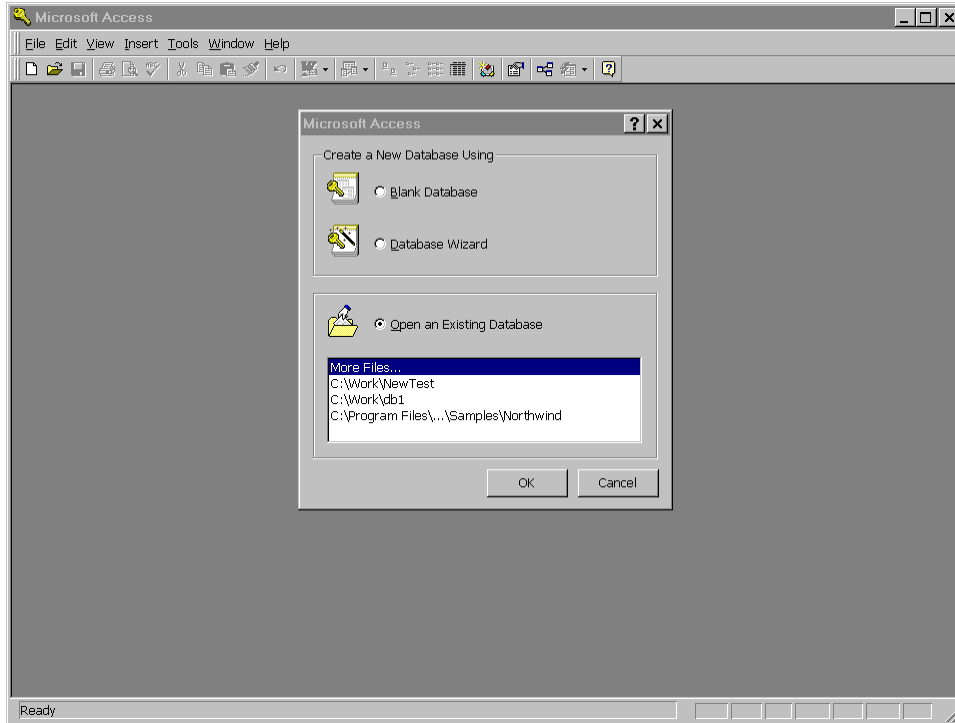 Microsoft Access
File Edit View Insert Tools Window Help
Microsoft Access
Create a New Database Using
Blank Database
Database Wizard
Open an Existing Database
More Files...
C:\Work\NewTest
C:\Work\db1
C:\Program Files\...\Samples\Northwind
OK Cancel
Ready